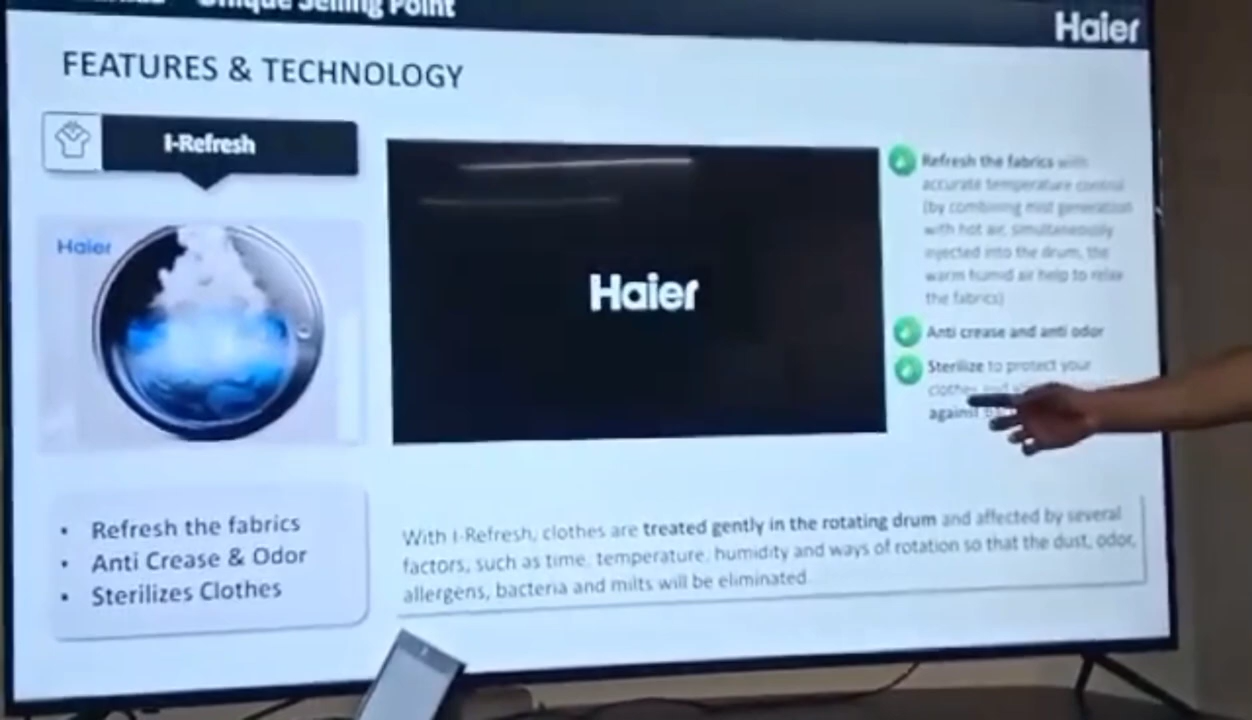 Unique Selling Point
Haier
FEATURES & TECHNOLOGY
I-Refresh
Haier
Haier
Refresh the fabrics with
accurate temperature control
(by combining mist generation
with hot air, simultaneously
injected into the drum, the
warm humid air help to relax
the fabrics)
Anti crease and anti odor
Sterilize to protect your
clothes and
against
• Refresh the fabrics
• Anti Crease & Odor
• Sterilizes Clothes
With I-Refresh, clothes are treated gently in the rotating drum and affected by several
factors, such as time, temperature, humidity and ways of rotation so that the dust, odor,
allergens, bacteria and milts will be eliminated.